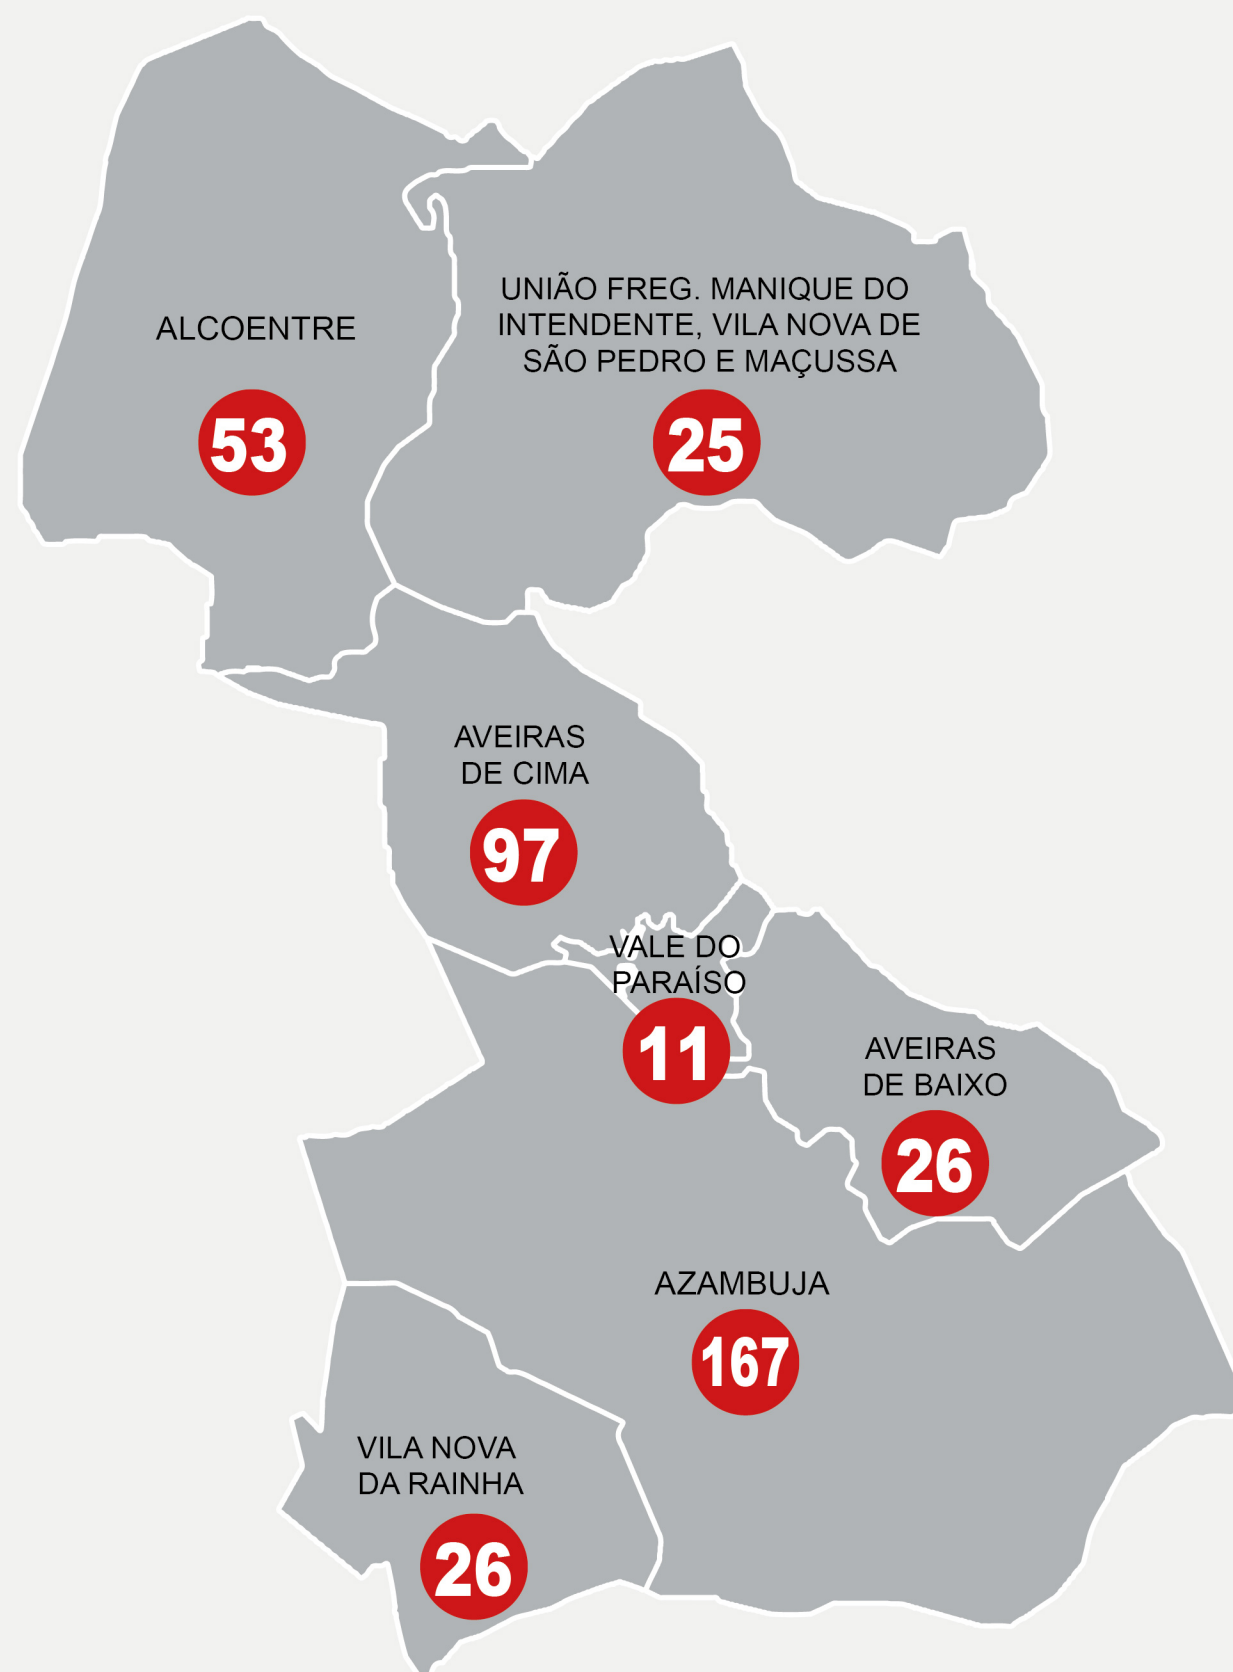 ALCOENTRE
53
UNIÃO FREG. MANIQUE DO
INTENDENTE, VILA NOVA DE
SÃO PEDRO E MAÇUSSA
25
AVEIRAS
DE CIMA
97
VALE DO
PARAÍSO
11
AVEIRAS
DE BAIXO
26
AZAMBUJA
167
VILA NOVA
DA RAINHA
26